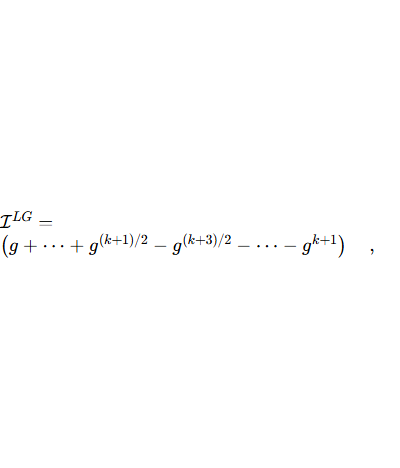 \mathcal{I}^{LG} =
\left( g + \cdots + g^{(k+1)/2} - g^{(k+3)/2} - \cdots - g^{k+1} \right) \quad ,